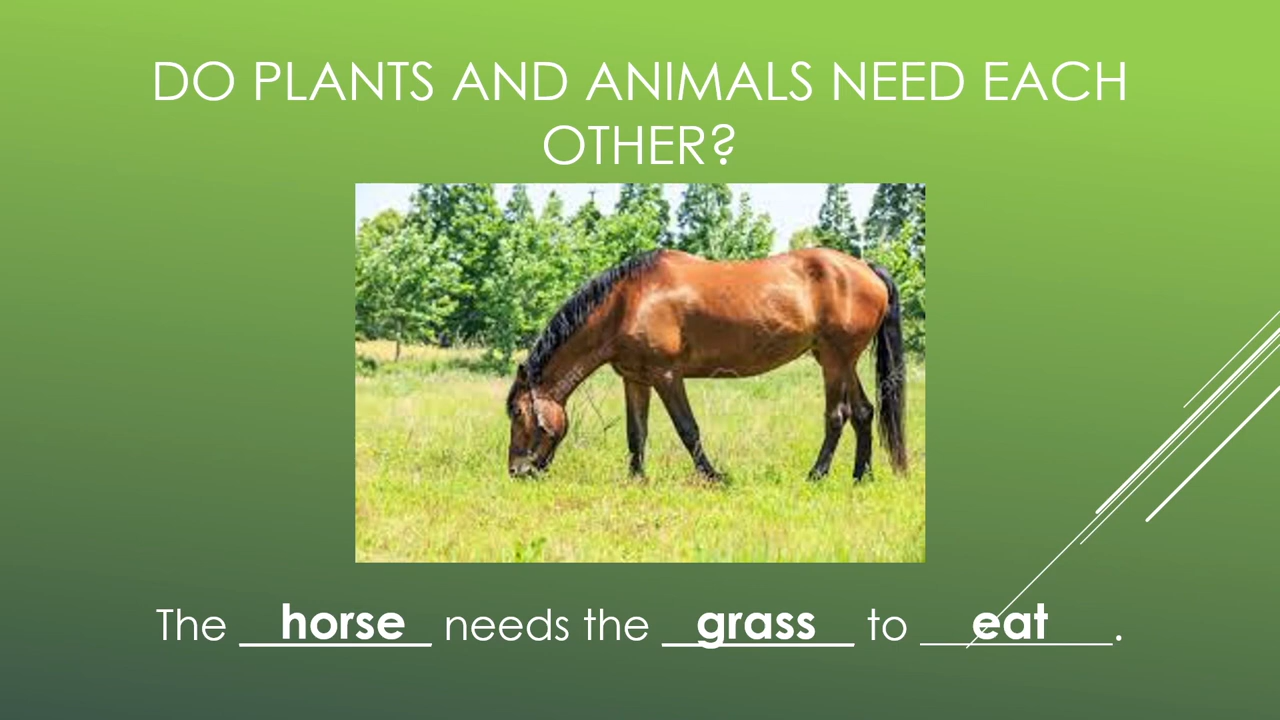 DO PLANTS AND ANIMALS NEED EACH
OTHER?
The horse needs the grass to eat.